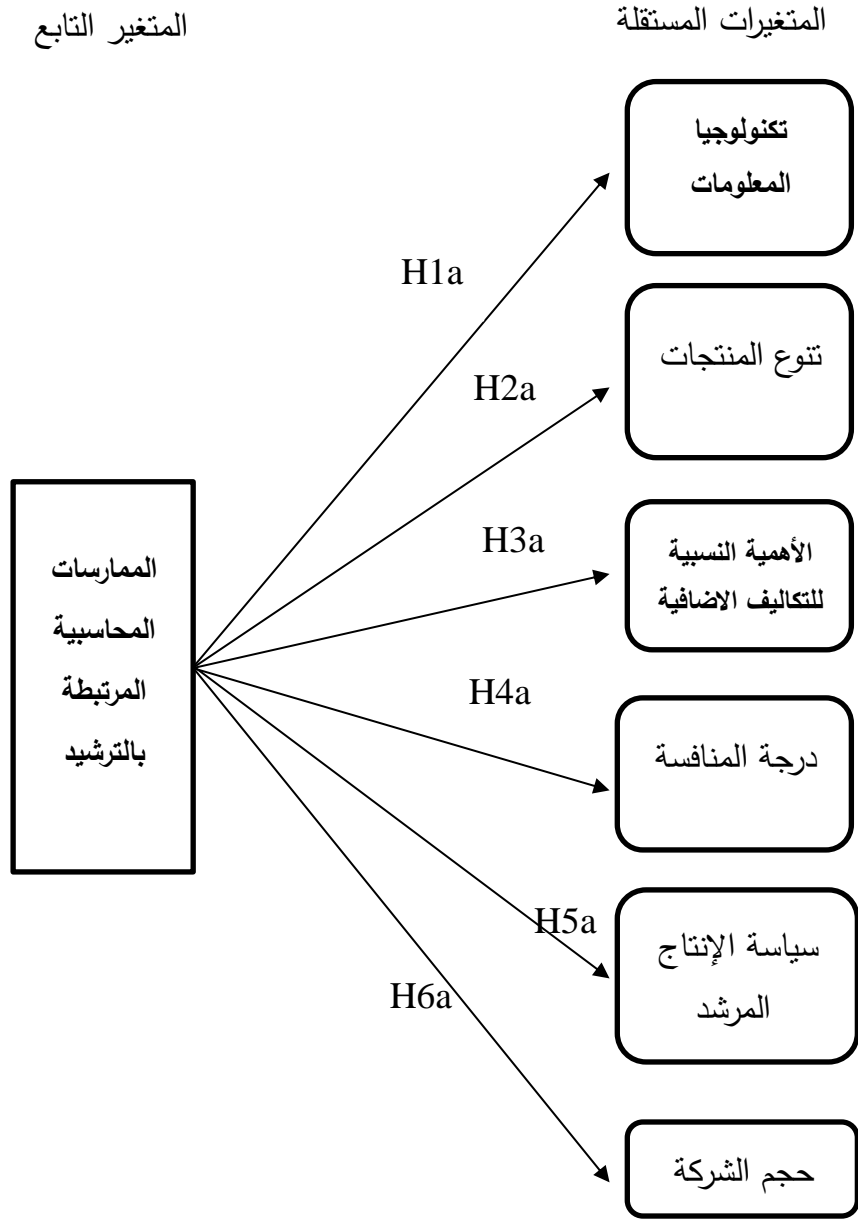 المتغيرات المستقلة
المتغير التابع
تكنولوجيا
المعلومات
H1a
تنوع المنتجات
H2a
الأهمية النسبية
للتكاليف الاضافية
H3a
الممارسات
المحاسبية
المرتبطة
بالترشيد
درجة المنافسة
H4a
سياسة الإنتاج
المرشد
H5a
H6a
حجم الشركة